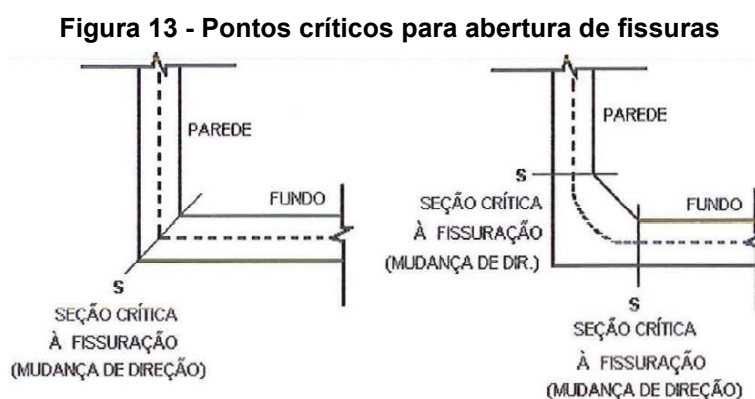 Figura 13 - Pontos críticos para abertura de fissuras
PAREDE
FUNDO
S
SEÇÃO CRÍTICA
À FISSURAÇÃO
(MUDANÇA DE DIREÇÃO)
PAREDE
S
SEÇÃO CRÍTICA
À FISSURAÇÃO
(MUDANÇA DE DIR.)
FUNDO
S
SEÇÃO CRÍTICA
À FISSURAÇÃO
(MUDANÇA DE DIREÇÃO)